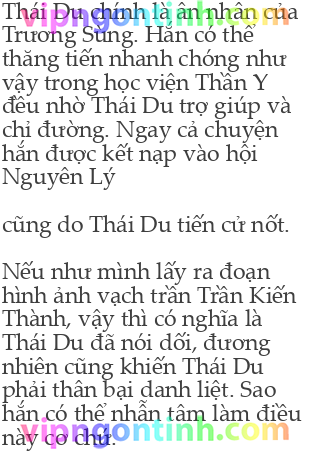 Thái Du chính là ân nhân của
vipngontinh.com
Trương Sùng. Hắn có thể
thăng tiến nhanh chóng như
vậy trong học viện Thần Y
đều nhờ Thái Du trợ giúp và
chỉ đường. Ngay cả chuyện
hắn được kết nạp vào hội
Nguyên Lý
cũng do Thái Du tiến cử nốt.
Nếu như mình lấy ra đoạn
hình ảnh vạch trần Trần Kiến
Thành, vậy thì có nghĩa là
Thái Du đã nói dối, đương
nhiên cũng khiến Thái Du
phải thân bại danh liệt. Sao
hắn có thể nhẫn tâm làm điều
này cơ chứ.
vipngontinh.com